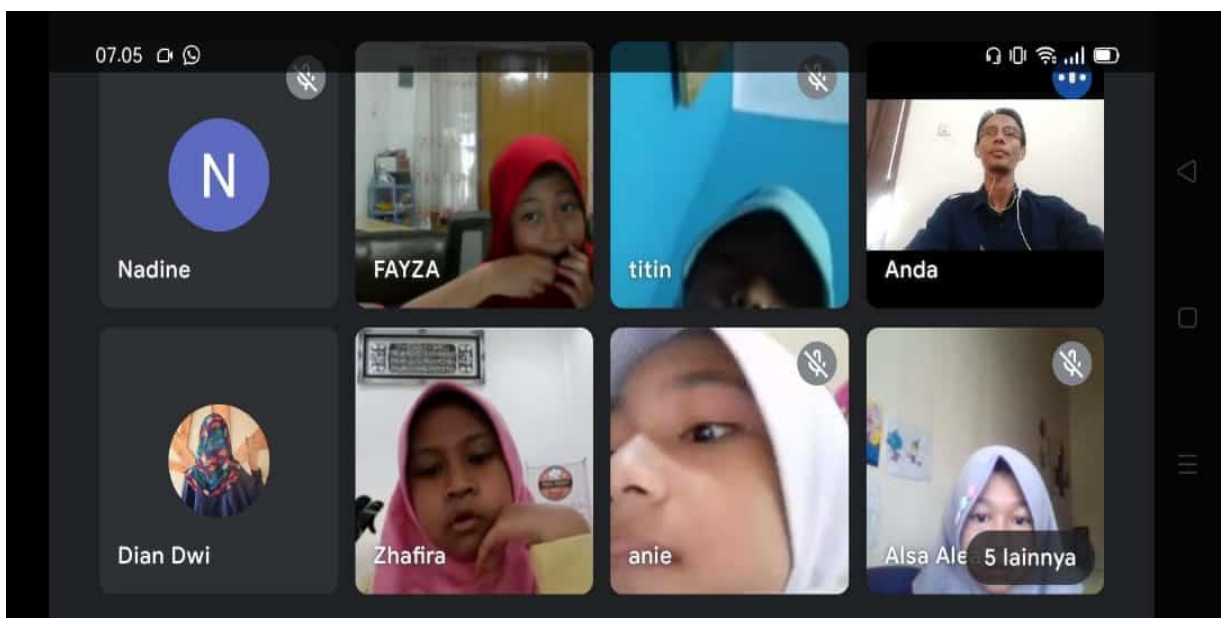 07.05
N
Nadine
FAYZA
titin
Anda
Dian Dwi
Zhafira
anie
Alsa Ale
5 lainnya